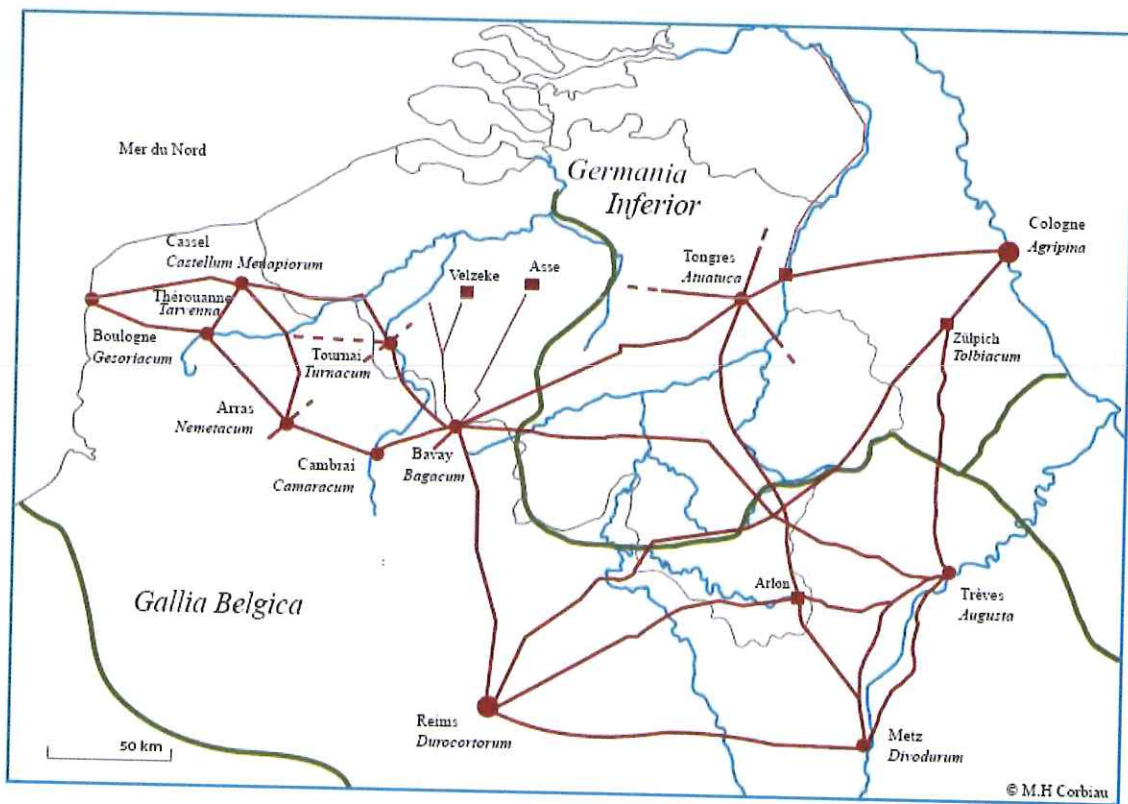 Mer du Nord
Germania
Inferior
Cologne
Agripina
Cassel
Castellum Menapiorum
Tongres
Atuatuca
Velzeke
Asse
Thérouanne
Tarvenna
Boulogne
Gesoriacum
Tournai
Turnacum
Zülpich
Tolbiacum
Arras
Nemetacum
Cambrai
Camaracum
Bavay
Bagacum
Gallia Belgica
Arlon
Trèves
Augusta
Reims
Durocortorum
Metz
Divodurum
50 km
© M.H Corbiau